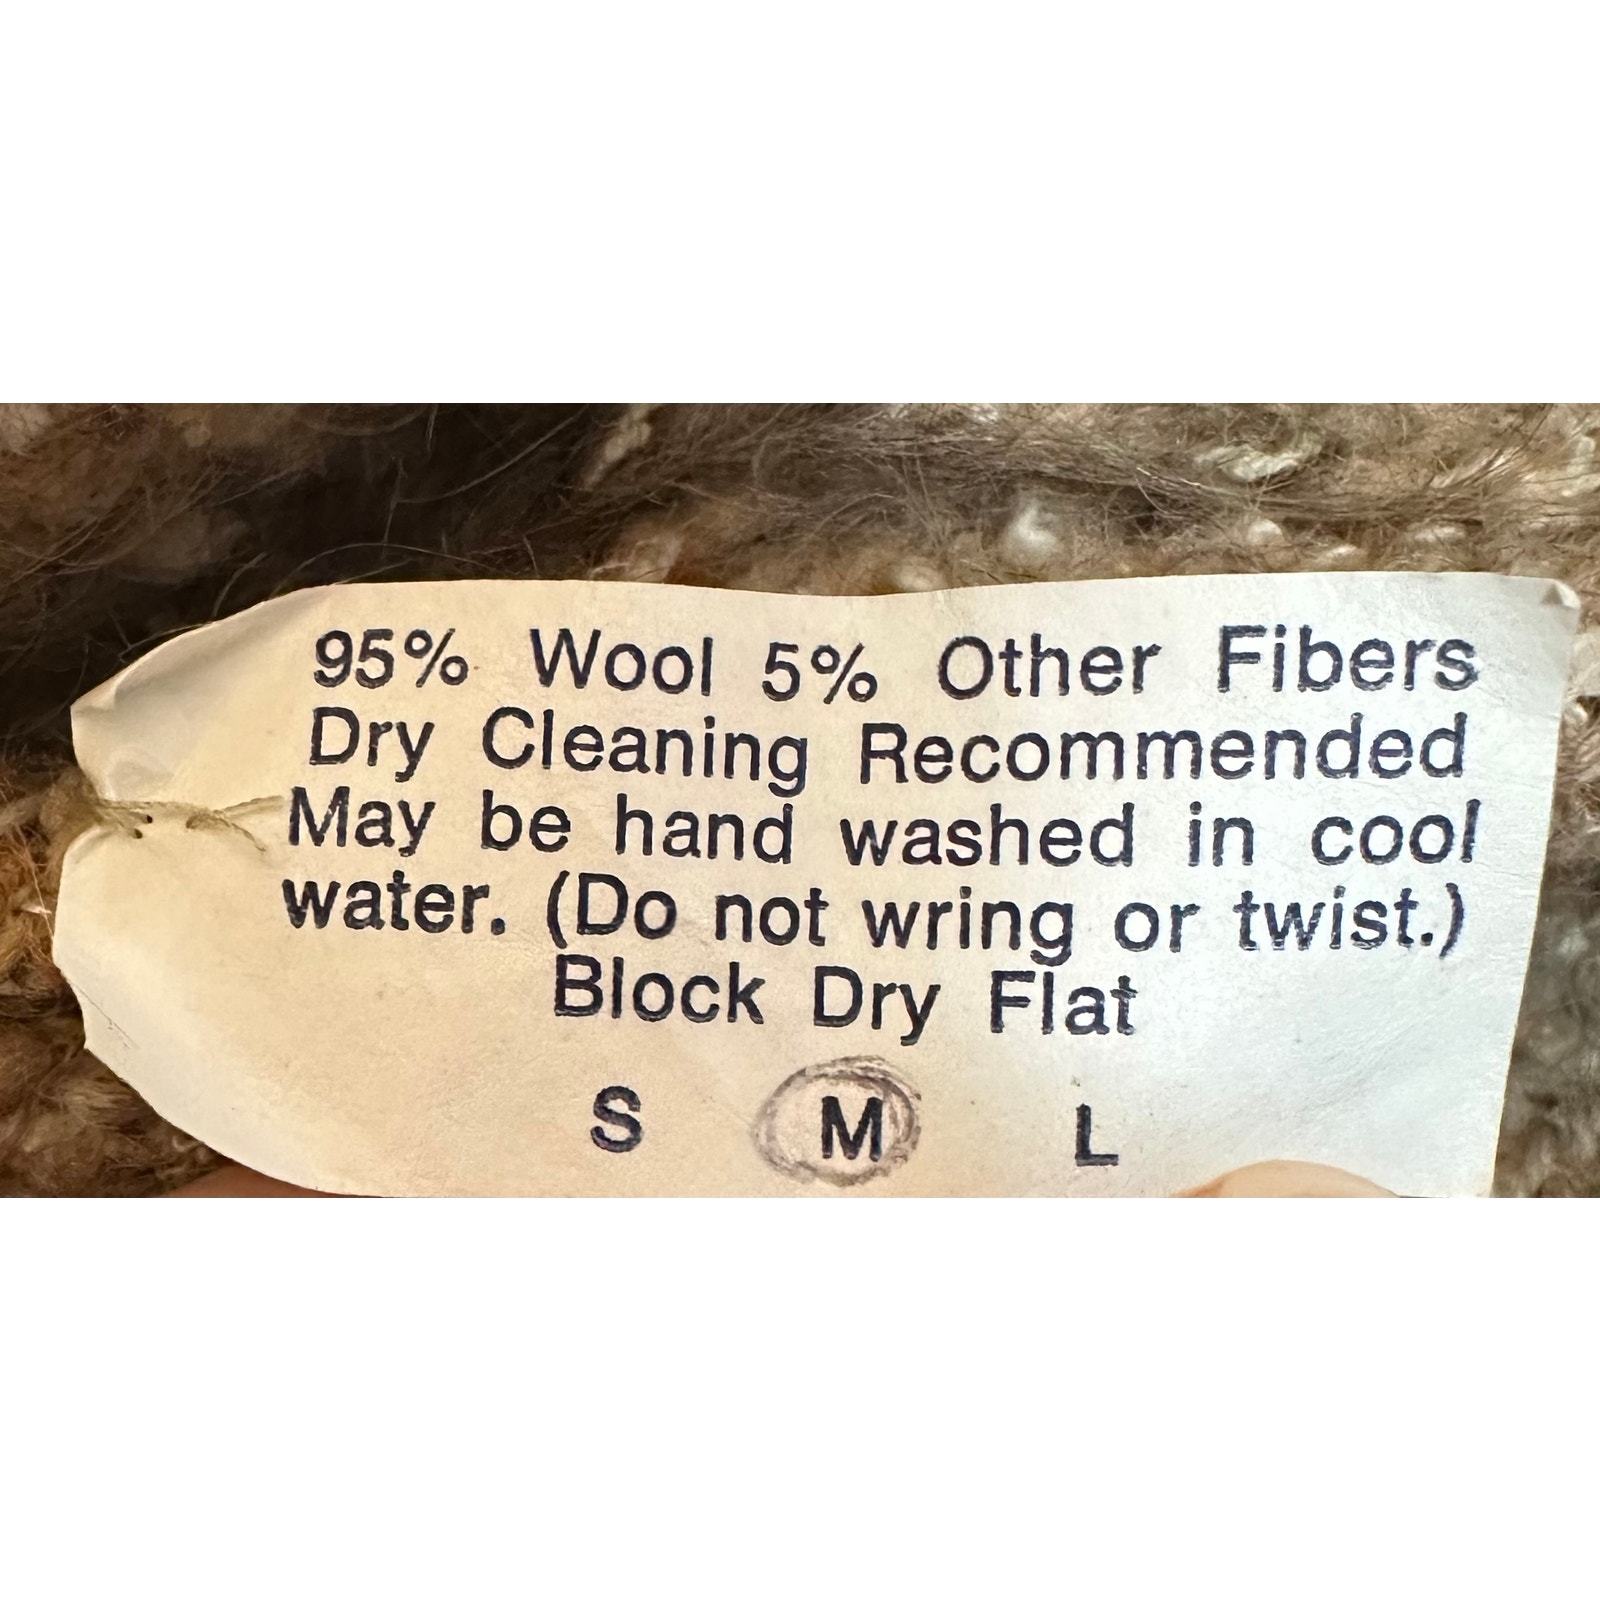 95% Wool 5% Other Fibers
Dry Cleaning Recommended
May be hand washed in cool
water. (Do not wring or twist.)
Block Dry Flat
S M L